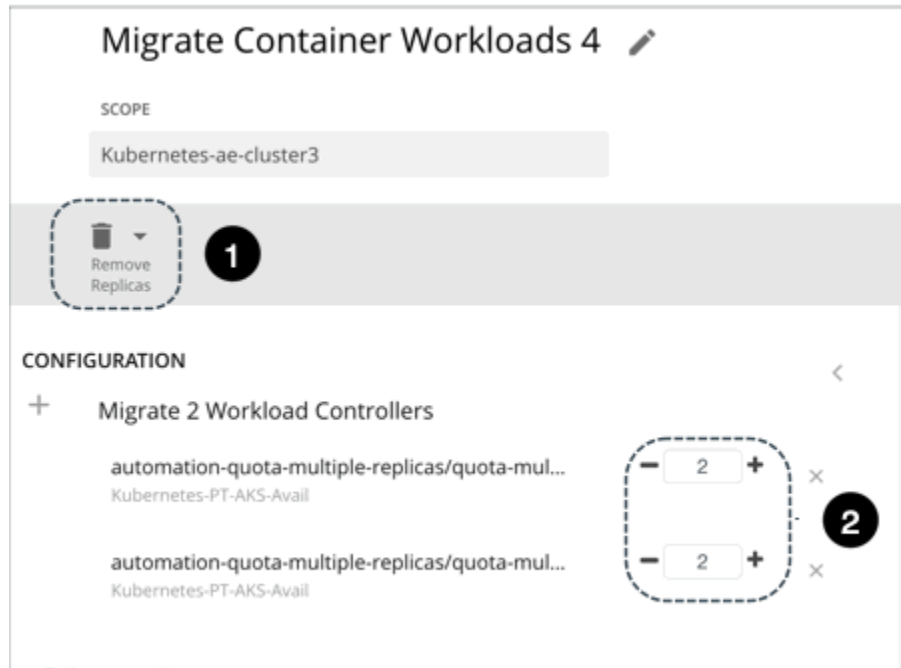 Migrate Container Workloads 4
SCOPE
Kubernetes-ae-cluster3
Remove
Replicas
1
CONFIGURATION
Migrate 2 Workload Controllers
automation-quota-multiple-replicas/quota-mul... 2
Kubernetes-PT-AKS-Avail
2
automation-quota-multiple-replicas/quota-mul... 2
Kubernetes-PT-AKS-Avail